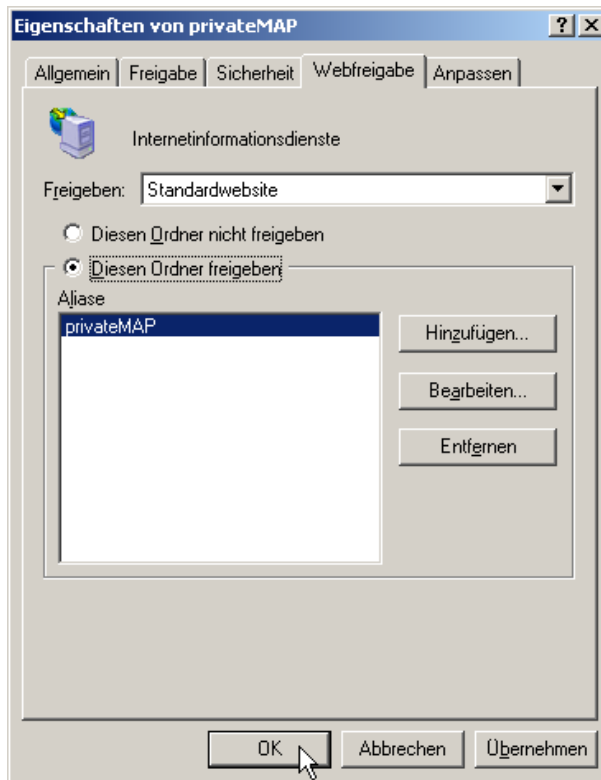 Eigenschaften von privateMAP
Allgemein Freigabe Sicherheit Webfreigabe Anpassen
Internetinformationsdienste
Freigeben: Standardwebsite
Diesen Ordner nicht freigeben
Diesen Ordner freigeben
Aliase
privateMAP
Hinzufügen...
Bearbeiten...
Entfernen
OK Abbrechen Übernehmen